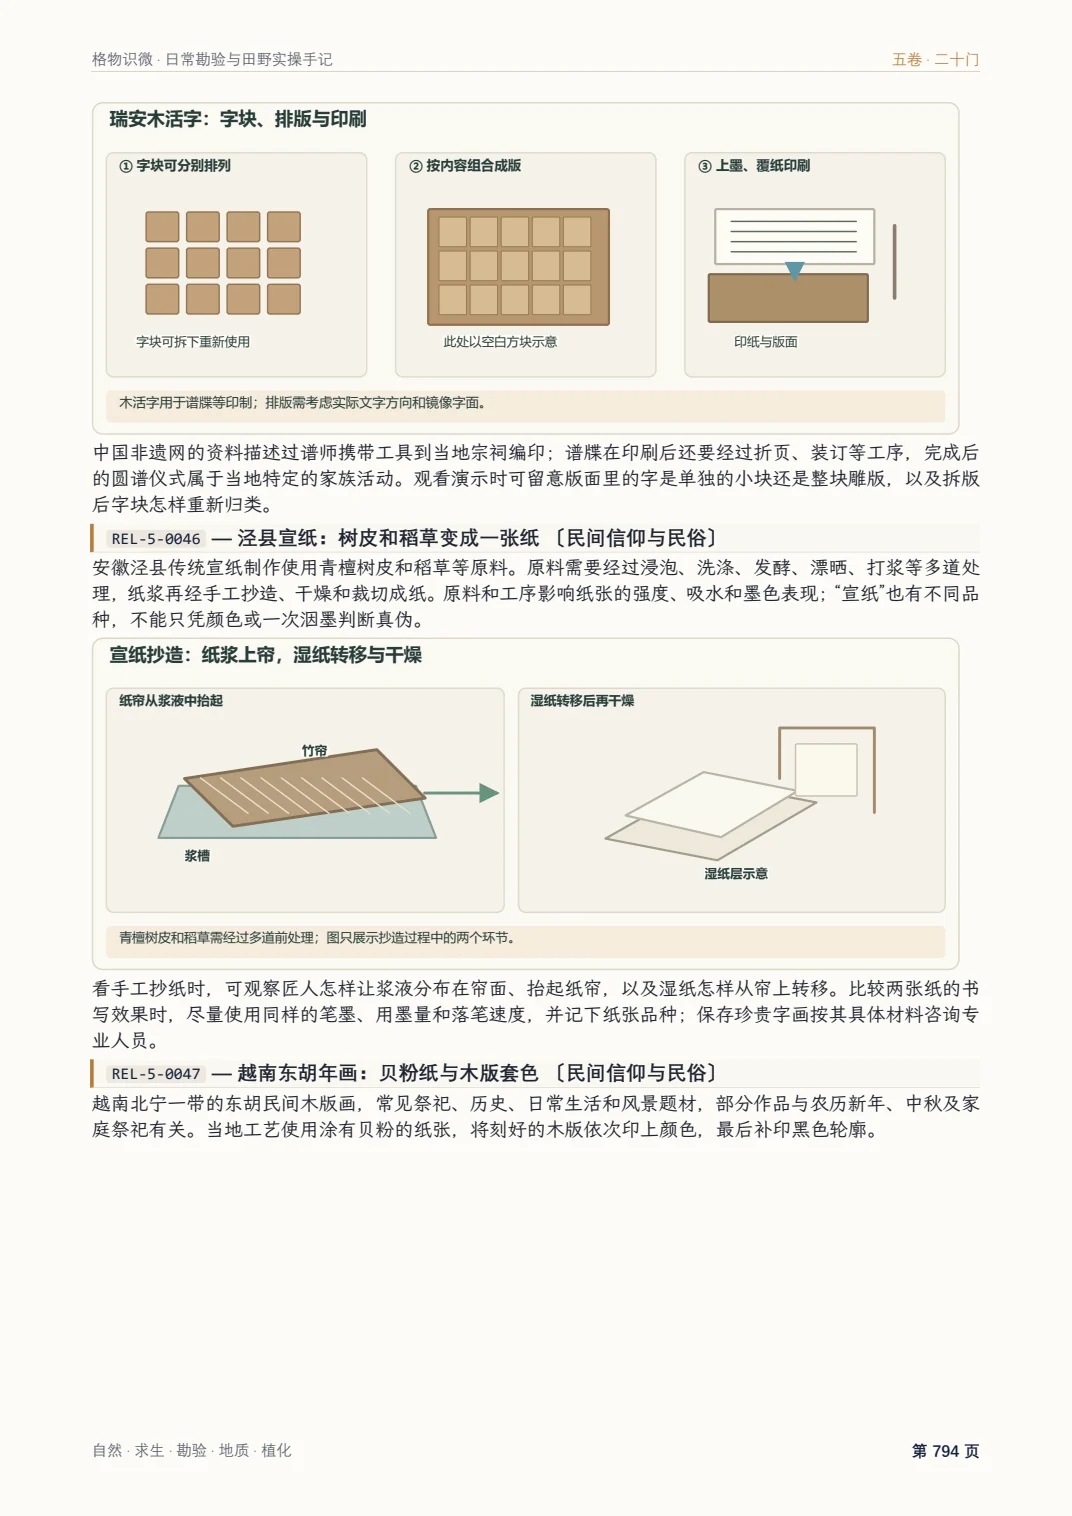 格物识微 · 日常勘验与田野实操手记
五卷 · 二十门
瑞安木活字：字块、排版与印刷
① 字块可分别排列
② 按内容组合成版
③ 上墨、覆纸印刷
字块可拆下重新使用
此处以空白方块示意
印纸与版面
木活字用于谱牒等印制；排版需考虑实际文字方向和镜像字面。
中国非遗网的资料描述过谱师携带工具到当地宗祠编印；谱牒在印刷后还要经过折页、装订等工序，完成后
的圆谱仪式属于当地特定的家族活动。观看演示时可留意版面里的字是单独的小块还是整块雕版，以及拆版
后字块怎样重新归类。
REL-5-0046 — 泾县宣纸：树皮和稻草变成一张纸 〔民间信仰与民俗〕
安徽泾县传统宣纸制作使用青檀树皮和稻草等原料。原料需要经过浸泡、洗涤、发酵、漂晒、打浆等多道处
理，纸浆再经手工抄造、干燥和裁切成纸。原料和工序影响纸张的强度、吸水和墨色表现；“宣纸”也有不同品
种，不能只凭颜色或一次洇墨判断真伪。
宣纸抄造：纸浆上帘，湿纸转移与干燥
纸帘从浆液中抬起
湿纸转移后再干燥
竹帘
浆槽
湿纸层示意
青檀树皮和稻草需经过多道前处理；图只展示抄造过程中的两个环节。
看手工抄纸时，可观察匠人怎样让浆液分布在帘面、抬起纸帘，以及湿纸怎样从帘上转移。比较两张纸的书
写效果时，尽量使用同样的笔墨、用墨量和落笔速度，并记下纸张品种；保存珍贵字画按其具体材料咨询专
业人员。
REL-5-0047 — 越南东胡年画：贝粉纸与木版套色 〔民间信仰与民俗〕
越南北宁一带的东胡民间木版画，常见祭祀、历史、日常生活和风景题材，部分作品与农历新年、中秋及家
庭祭祀有关。当地工艺使用涂有贝粉的纸张，将刻好的木版依次印上颜色，最后补印黑色轮廓。
自然 · 求生 · 勘验 · 地质 · 植化
第 794 页